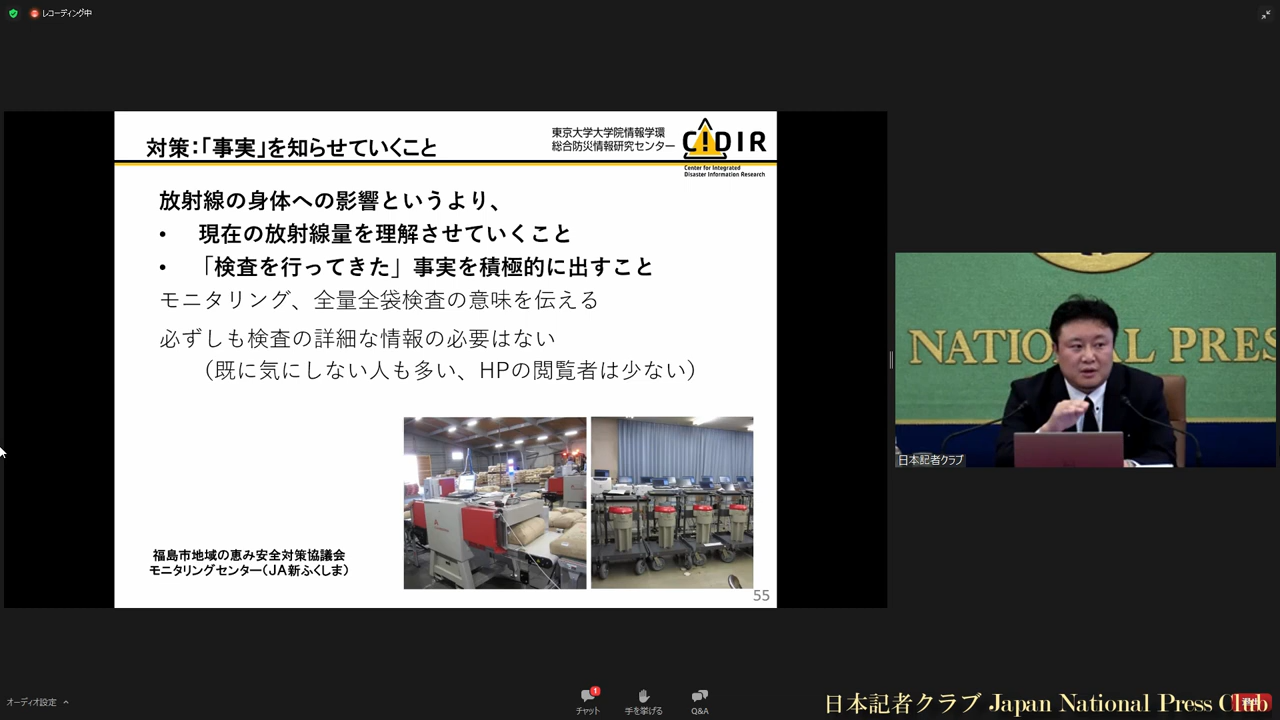 レコーディング中
対策：「事実」を知らせていくこと
東京大学大学院情報学環
総合防災情報研究センター
C!DIR
Center for Integrated
Disaster Information Research
放射線の身体への影響というより、
• 現在の放射線量を理解させていくこと
• 「検査を行ってきた」事実を積極的に出すこと
モニタリング、全量全袋検査の意味を伝える
必ずしも検査の詳細な情報の必要はない
（既に気にしない人も多い、HPの閲覧者は少ない）
福島市地域の恵み安全対策協議会
モニタリングセンター（JA新ふくしま）
55
NATIONAL PRES
日本記者クラブ
オーディオ設定
1
チャット
手を挙げる
Q&A
日本記者クラブ Japan National Press Club